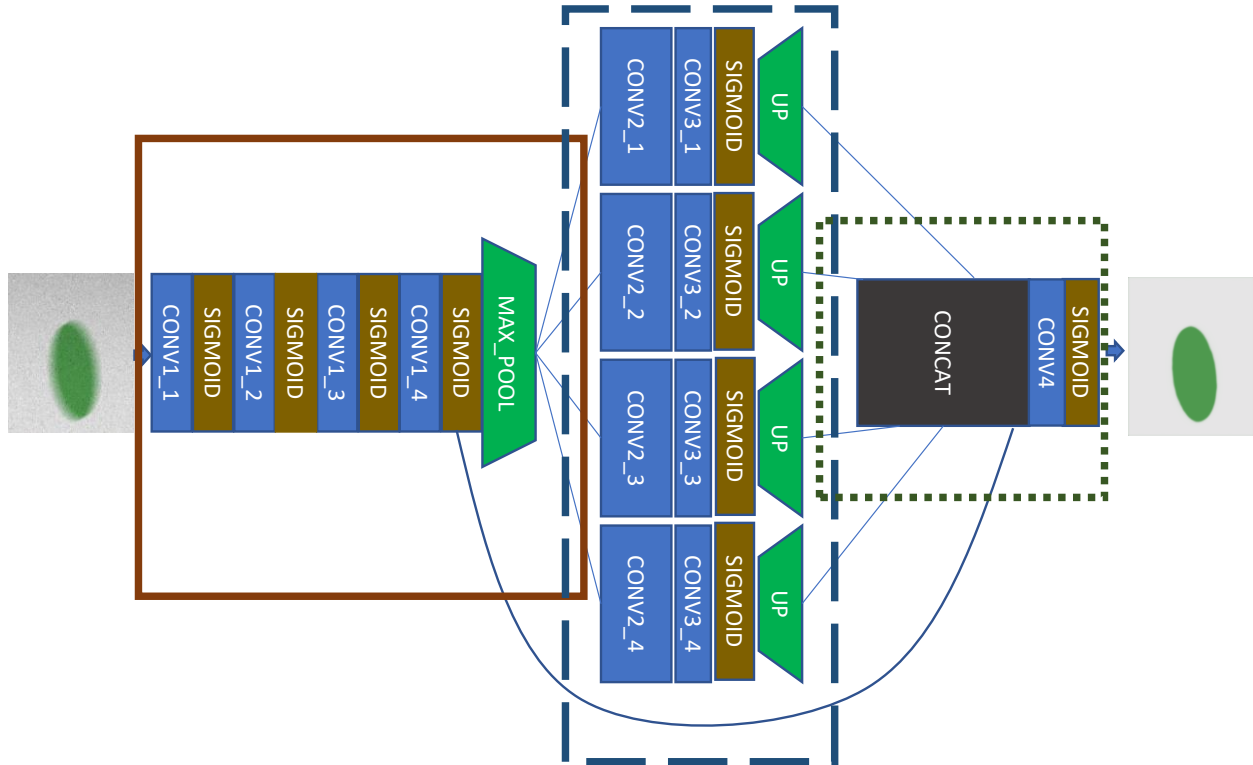 CONV1_1
SIGMOID
CONV1_2
SIGMOID
CONV1_3
SIGMOID
CONV1_4
SIGMOID
MAX_POOL
CONV2_1
CONV3_1
SIGMOID
UP
CONV2_2
CONV3_2
SIGMOID
UP
CONV2_3
CONV3_3
SIGMOID
UP
CONV2_4
CONV3_4
SIGMOID
UP
CONCAT
CONV4
SIGMOID